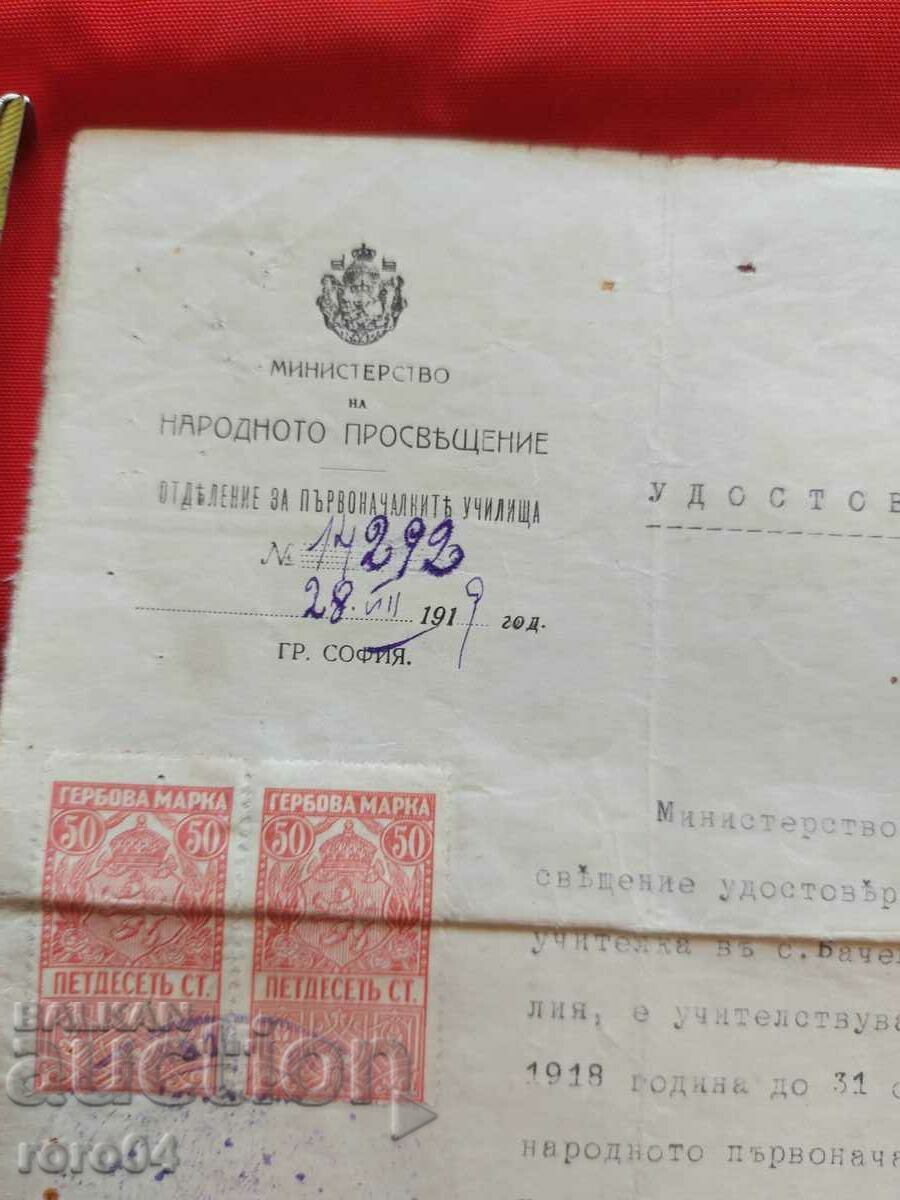 МИНИСТЕРСТВО
НА
НАРОДНОТО ПРОСВѢЩЕНИЕ
ОТДѢЛЕНИЕ ЗА ПЪРВОНАЧАЛНИТѢ УЧИЛИЩА
№ 14292
28. VIII 1919 год.
ГР. СОФИЯ.
УДОСТОВ
ГЕРБОВА МАРКА
50 50
ПЕТДЕСЕТЬ СТ.
ГЕРБОВА МАРКА
50 50
ПЕТДЕСЕТЬ СТ.
Министерство
свѣщение удостовѣр
учителка въ с.Баче
лия, е учителствува
1918 година до 31
народното първонача
BALKAN
auction
roro04